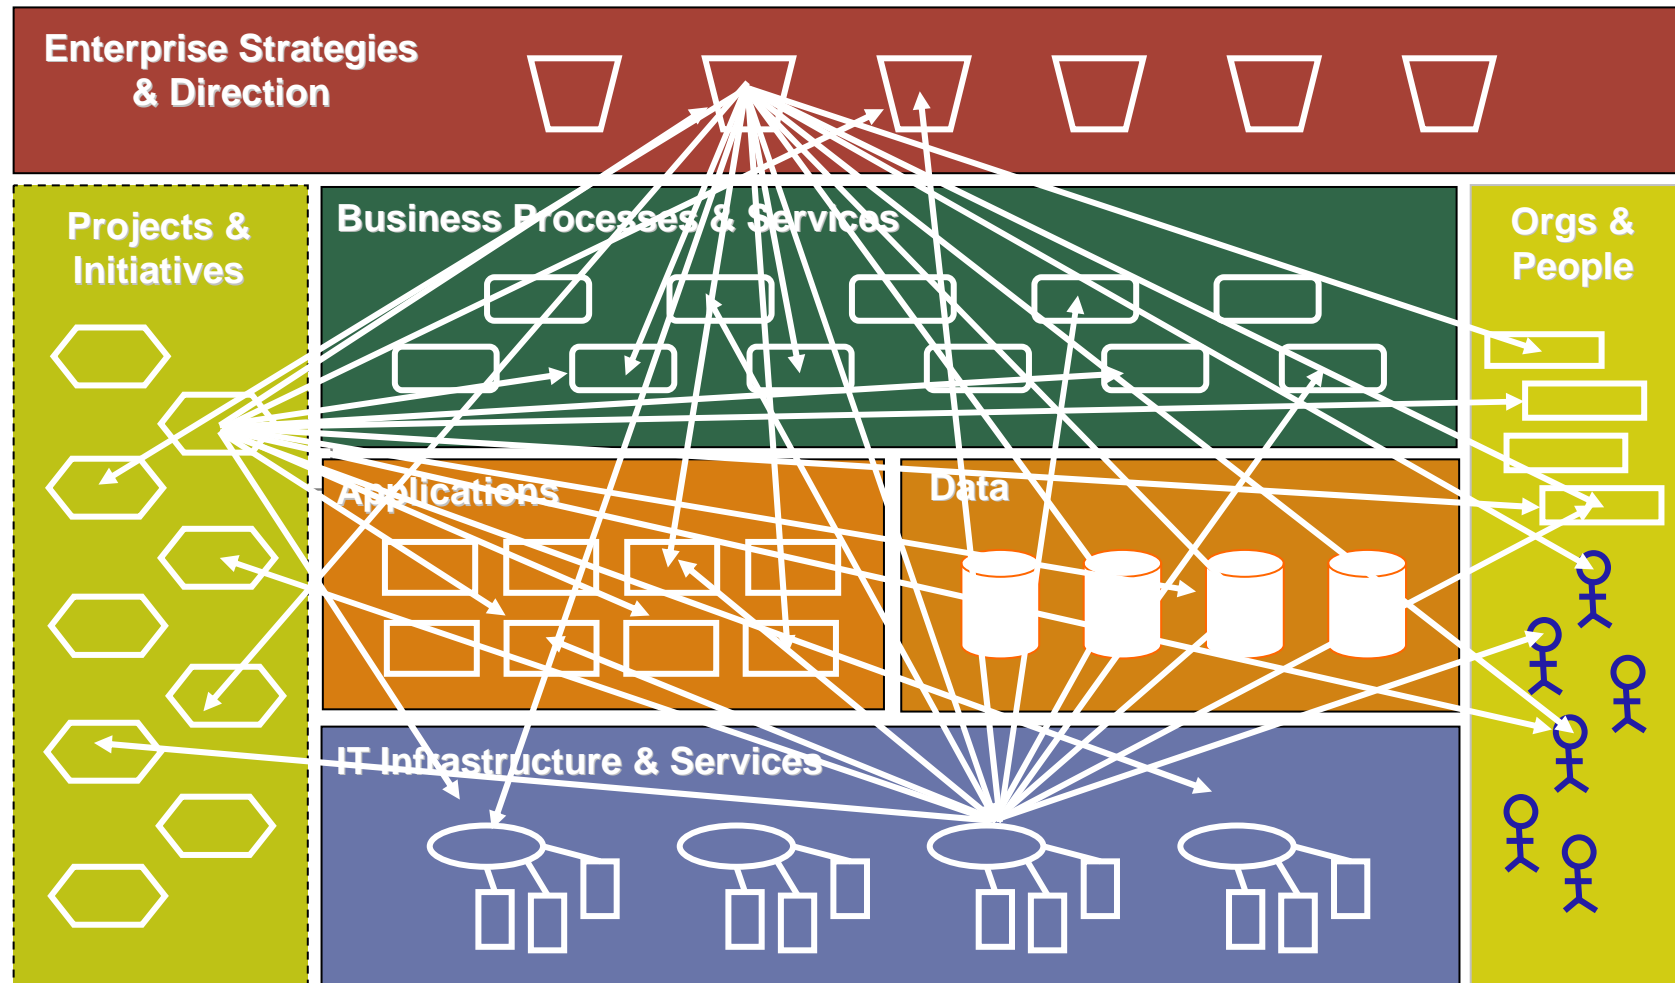 Enterprise Strategies
& Direction
Projects &
Initiatives
Business Processes & Services
Orgs &
People
Applications
Data
IT Infrastructure & Services